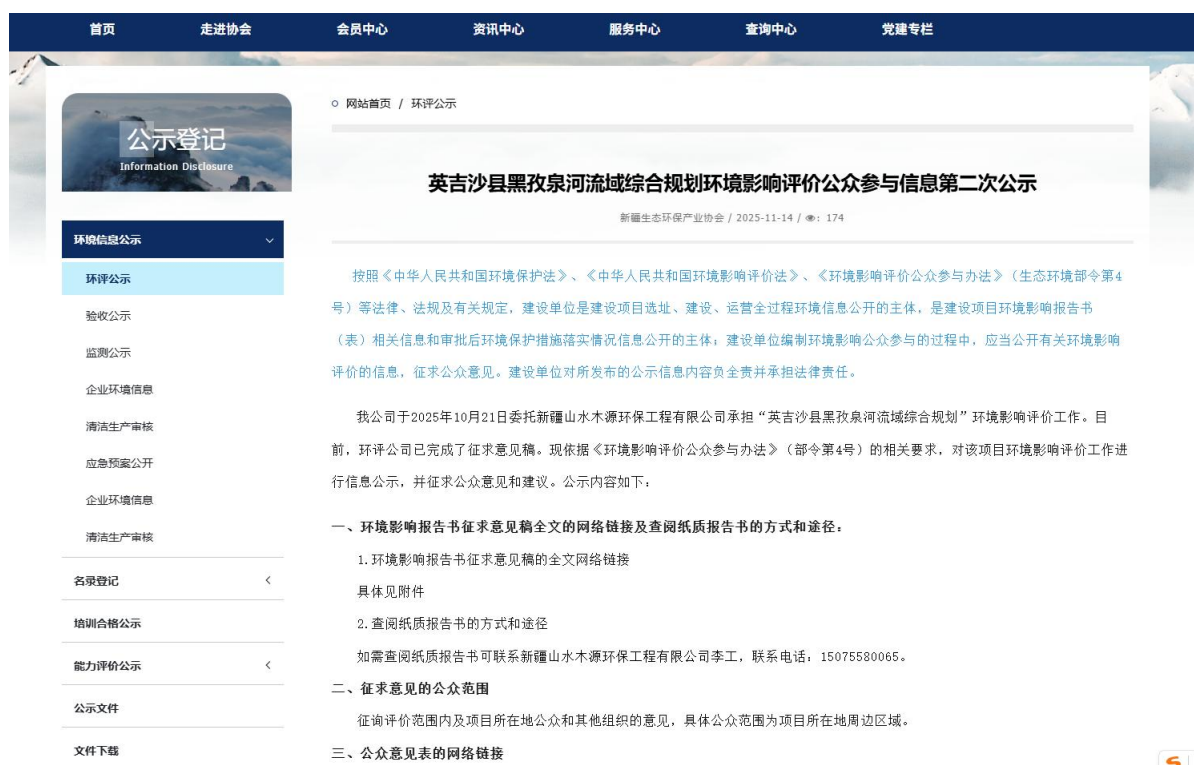 首页 走进协会 会员中心 资讯中心 服务中心 查询中心 党建专栏
公示登记
Information Disclosure
环境信息公示
环评公示
验收公示
监测公示
企业环境信息
清洁生产审核
应急预案公开
企业环境信息
清洁生产审核
名录登记
培训合格公示
能力评价公示
公示文件
文件下载
网站首页 / 环评公示
英吉沙县黑孜泉河流域综合规划环境影响评价公众参与信息第二次公示
新疆生态环保产业协会 / 2025-11-14 / : 174
按照《中华人民共和国环境保护法》、《中华人民共和国环境影响评价法》、《环境影响评价公众参与办法》（生态环境部令第4
号）等法律、法规及有关规定，建设单位是建设项目选址、建设、运营全过程环境信息公开的主体，是建设项目环境影响报告书
（表）相关信息和审批后环境保护措施落实情况信息公开的主体；建设单位编制环境影响公众参与的过程中，应当公开有关环境影响
评价的信息，征求公众意见。建设单位对所发布的公示信息内容负全责并承担法律责任。
我公司于2025年10月21日委托新疆山水木源环保工程有限公司承担“英吉沙县黑孜泉河流域综合规划”环境影响评价工作。目
前，环评公司已完成了征求意见稿。现依据《环境影响评价公众参与办法》（部令第4号）的相关要求，对该项目环境影响评价工作进
行信息公示，并征求公众意见和建议。公示内容如下：
一、环境影响报告书征求意见稿全文的网络链接及查阅纸质报告书的方式和途径：
1.环境影响报告书征求意见稿的全文网络链接
具体见附件
2.查阅纸质报告书的方式和途径
如需查阅纸质报告书可联系新疆山水木源环保工程有限公司李工，联系电话：15075580065。
二、征求意见的公众范围
征询评价范围内及项目所在地公众和其他组织的意见，具体公众范围为项目所在地周边区域。
三、公众意见表的网络链接